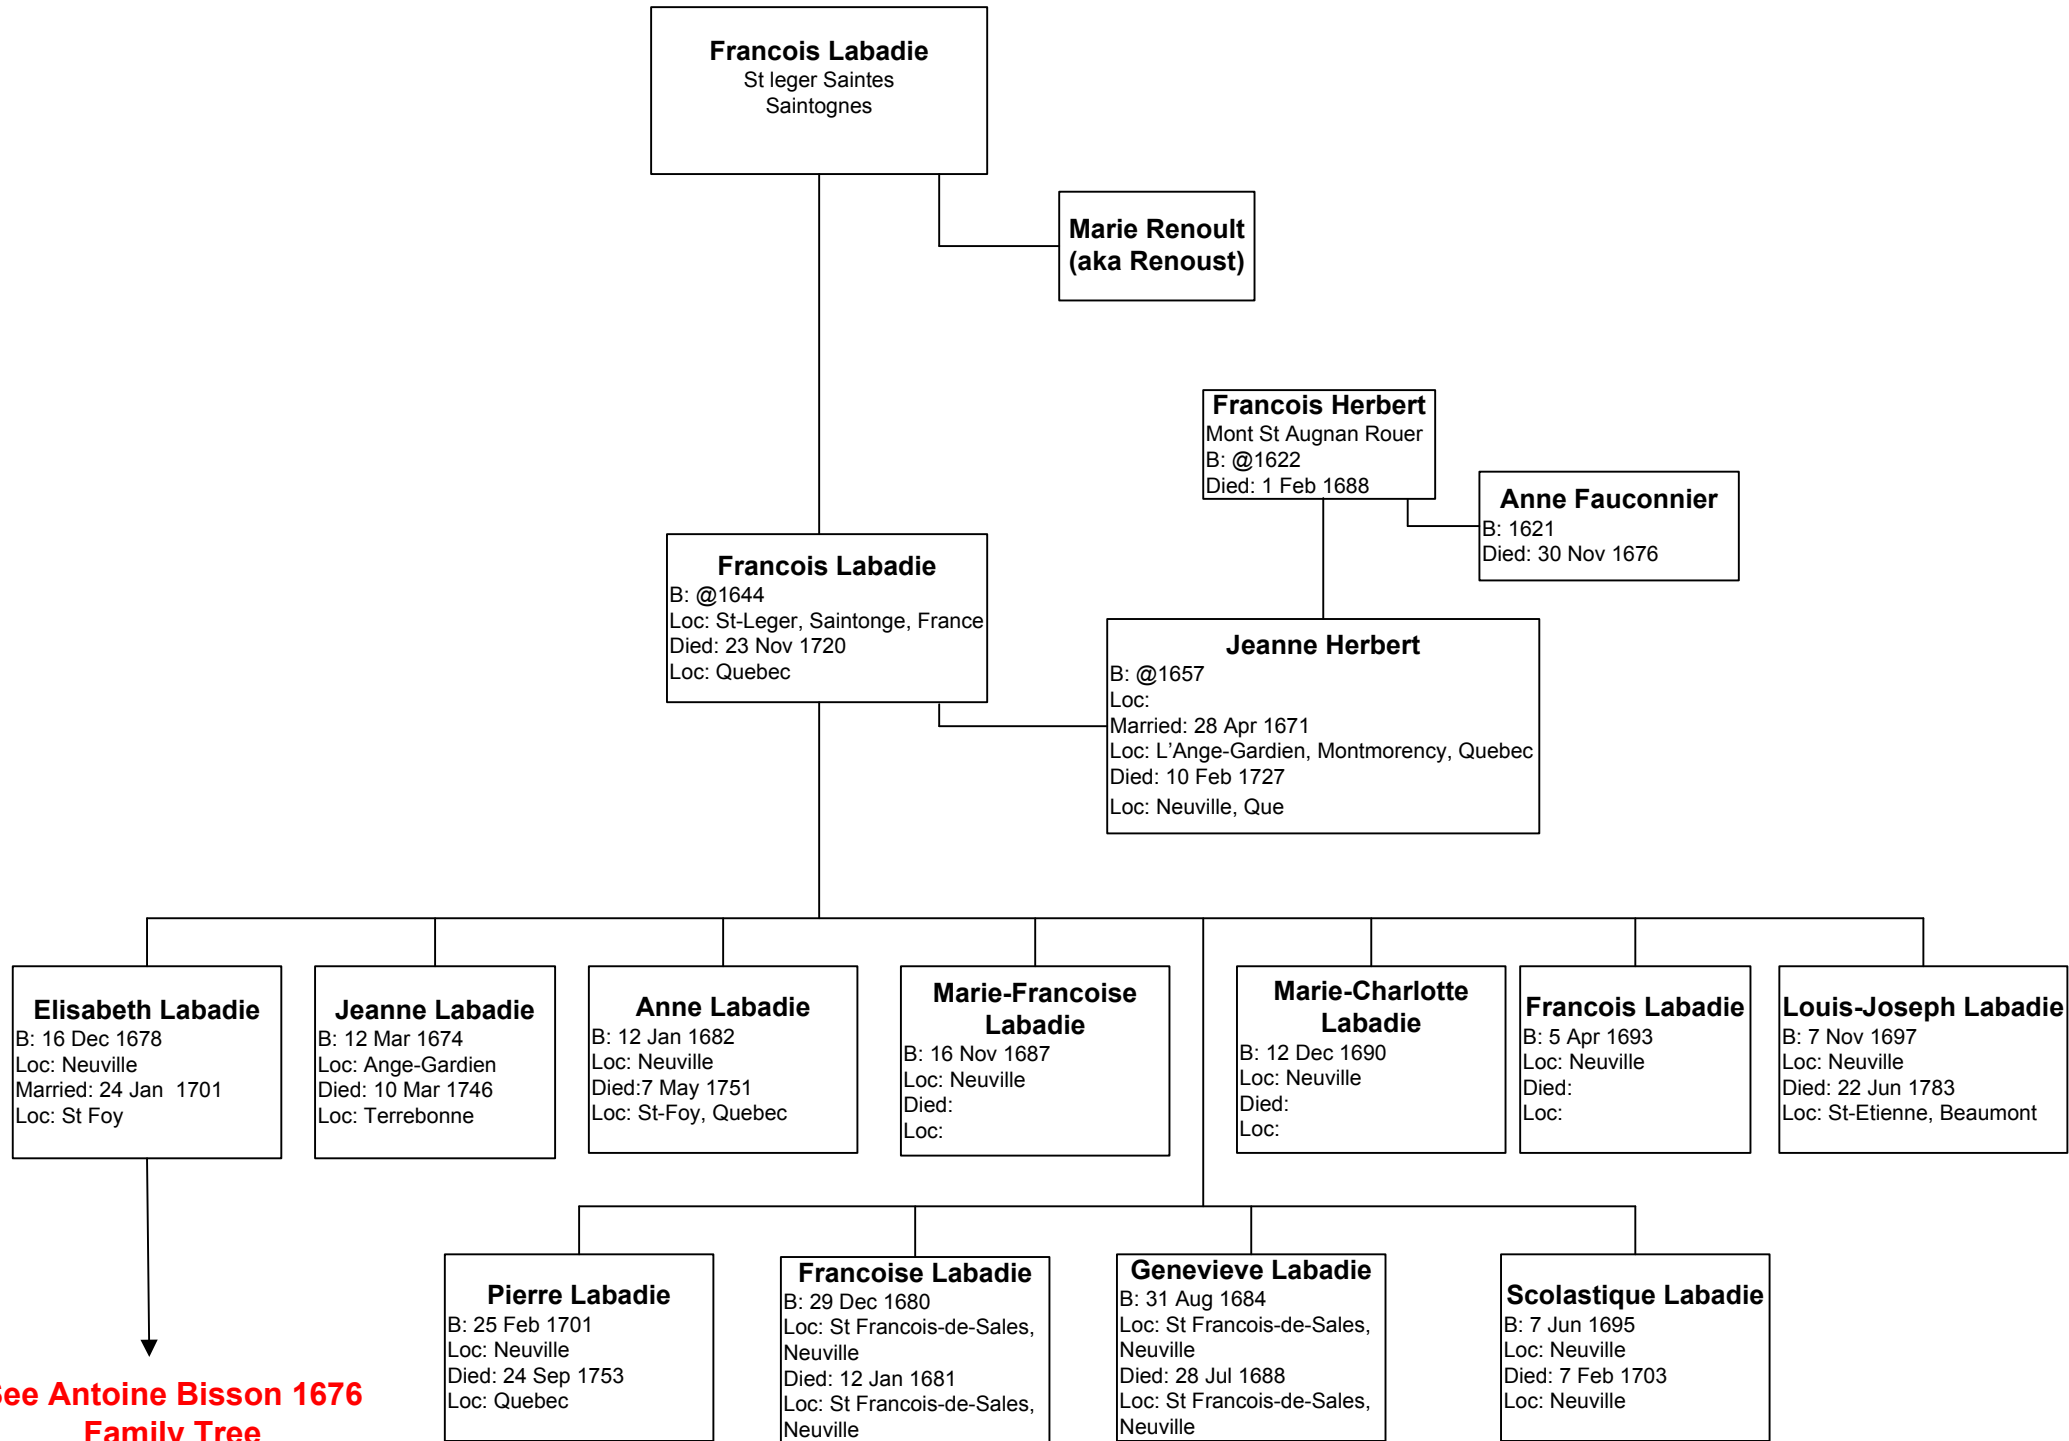 Francois Labadie
St leger Saintes
Saintognes
Marie Renoult
(aka Renoust)
Francois Herbert
Mont St Augnan Rouer
B: @1622
Died: 1 Feb 1688
Anne Fauconnier
B: 1621
Died: 30 Nov 1676
Francois Labadie
B: @1644
Loc: St-Leger, Saintonge, France
Died: 23 Nov 1720
Loc: Quebec
Jeanne Herbert
B: @1657
Loc:
Married: 28 Apr 1671
Loc: L'Ange-Gardien, Montmorency, Quebec
Died: 10 Feb 1727
Loc: Neuville, Que
Elisabeth Labadie
B: 16 Dec 1678
Loc: Neuville
Married: 24 Jan  1701
Loc: St Foy
Jeanne Labadie
B: 12 Mar 1674
Loc: Ange-Gardien
Died: 10 Mar 1746
Loc: Terrebonne
Anne Labadie
B: 12 Jan 1682
Loc: Neuville
Died:7 May 1751
Loc: St-Foy, Quebec
Marie-Francoise
Labadie
B: 16 Nov 1687
Loc: Neuville
Died:
Loc:
Marie-Charlotte
Labadie
B: 12 Dec 1690
Loc: Neuville
Died:
Loc:
Francois Labadie
B: 5 Apr 1693
Loc: Neuville
Died:
Loc:
Louis-Joseph Labadie
B: 7 Nov 1697
Loc: Neuville
Died: 22 Jun 1783
Loc: St-Etienne, Beaumont
Pierre Labadie
B: 25 Feb 1701
Loc: Neuville
Died: 24 Sep 1753
Loc: Quebec
Francoise Labadie
B: 29 Dec 1680
Loc: St Francois-de-Sales,
Neuville
Died: 12 Jan 1681
Loc: St Francois-de-Sales,
Neuville
Genevieve Labadie
B: 31 Aug 1684
Loc: St Francois-de-Sales,
Neuville
Died: 28 Jul 1688
Loc: St Francois-de-Sales,
Neuville
Scolastique Labadie
B: 7 Jun 1695
Loc: Neuville
Died: 7 Feb 1703
Loc: Neuville
See Antoine Bisson 1676
Family Tree